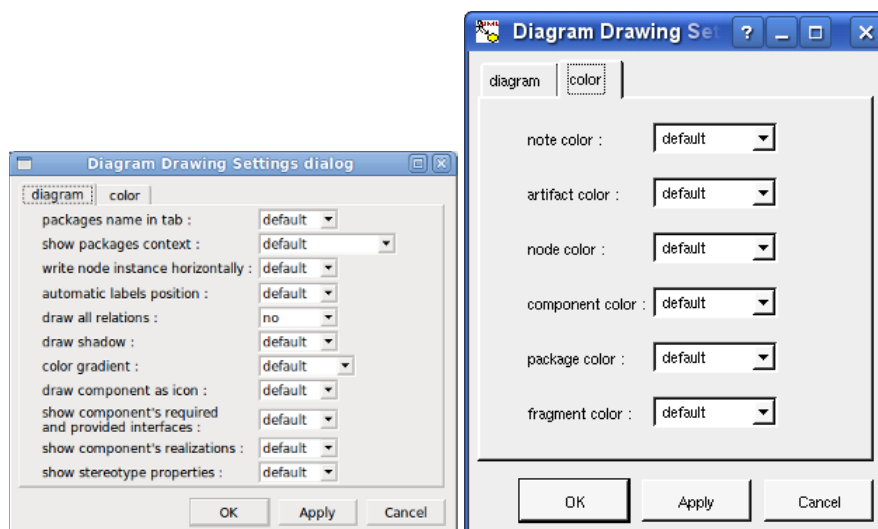 Diagram Drawing Settings dialog
diagram color
packages name in tab : default
show packages context : default
write node instance horizontally : default
automatic labels position : default
draw all relations : no
draw shadow : default
color gradient : default
draw component as icon : default
show component's required
and provided interfaces : default
show component's realizations : default
show stereotype properties : default
OK Apply Cancel
Diagram Drawing Set
diagram color
note color : default
artifact color : default
node color : default
component color : default
package color : default
fragment color : default
OK Apply Cancel